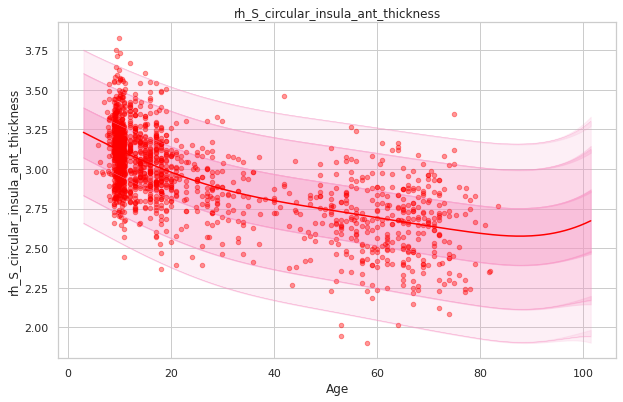 rh_S_circular_insula_ant_thickness
rh_S_circular_insula_ant_thickness
3.75
3.50
3.25
3.00
2.75
2.50
2.25
2.00
0 20 40 60 80 100
Age